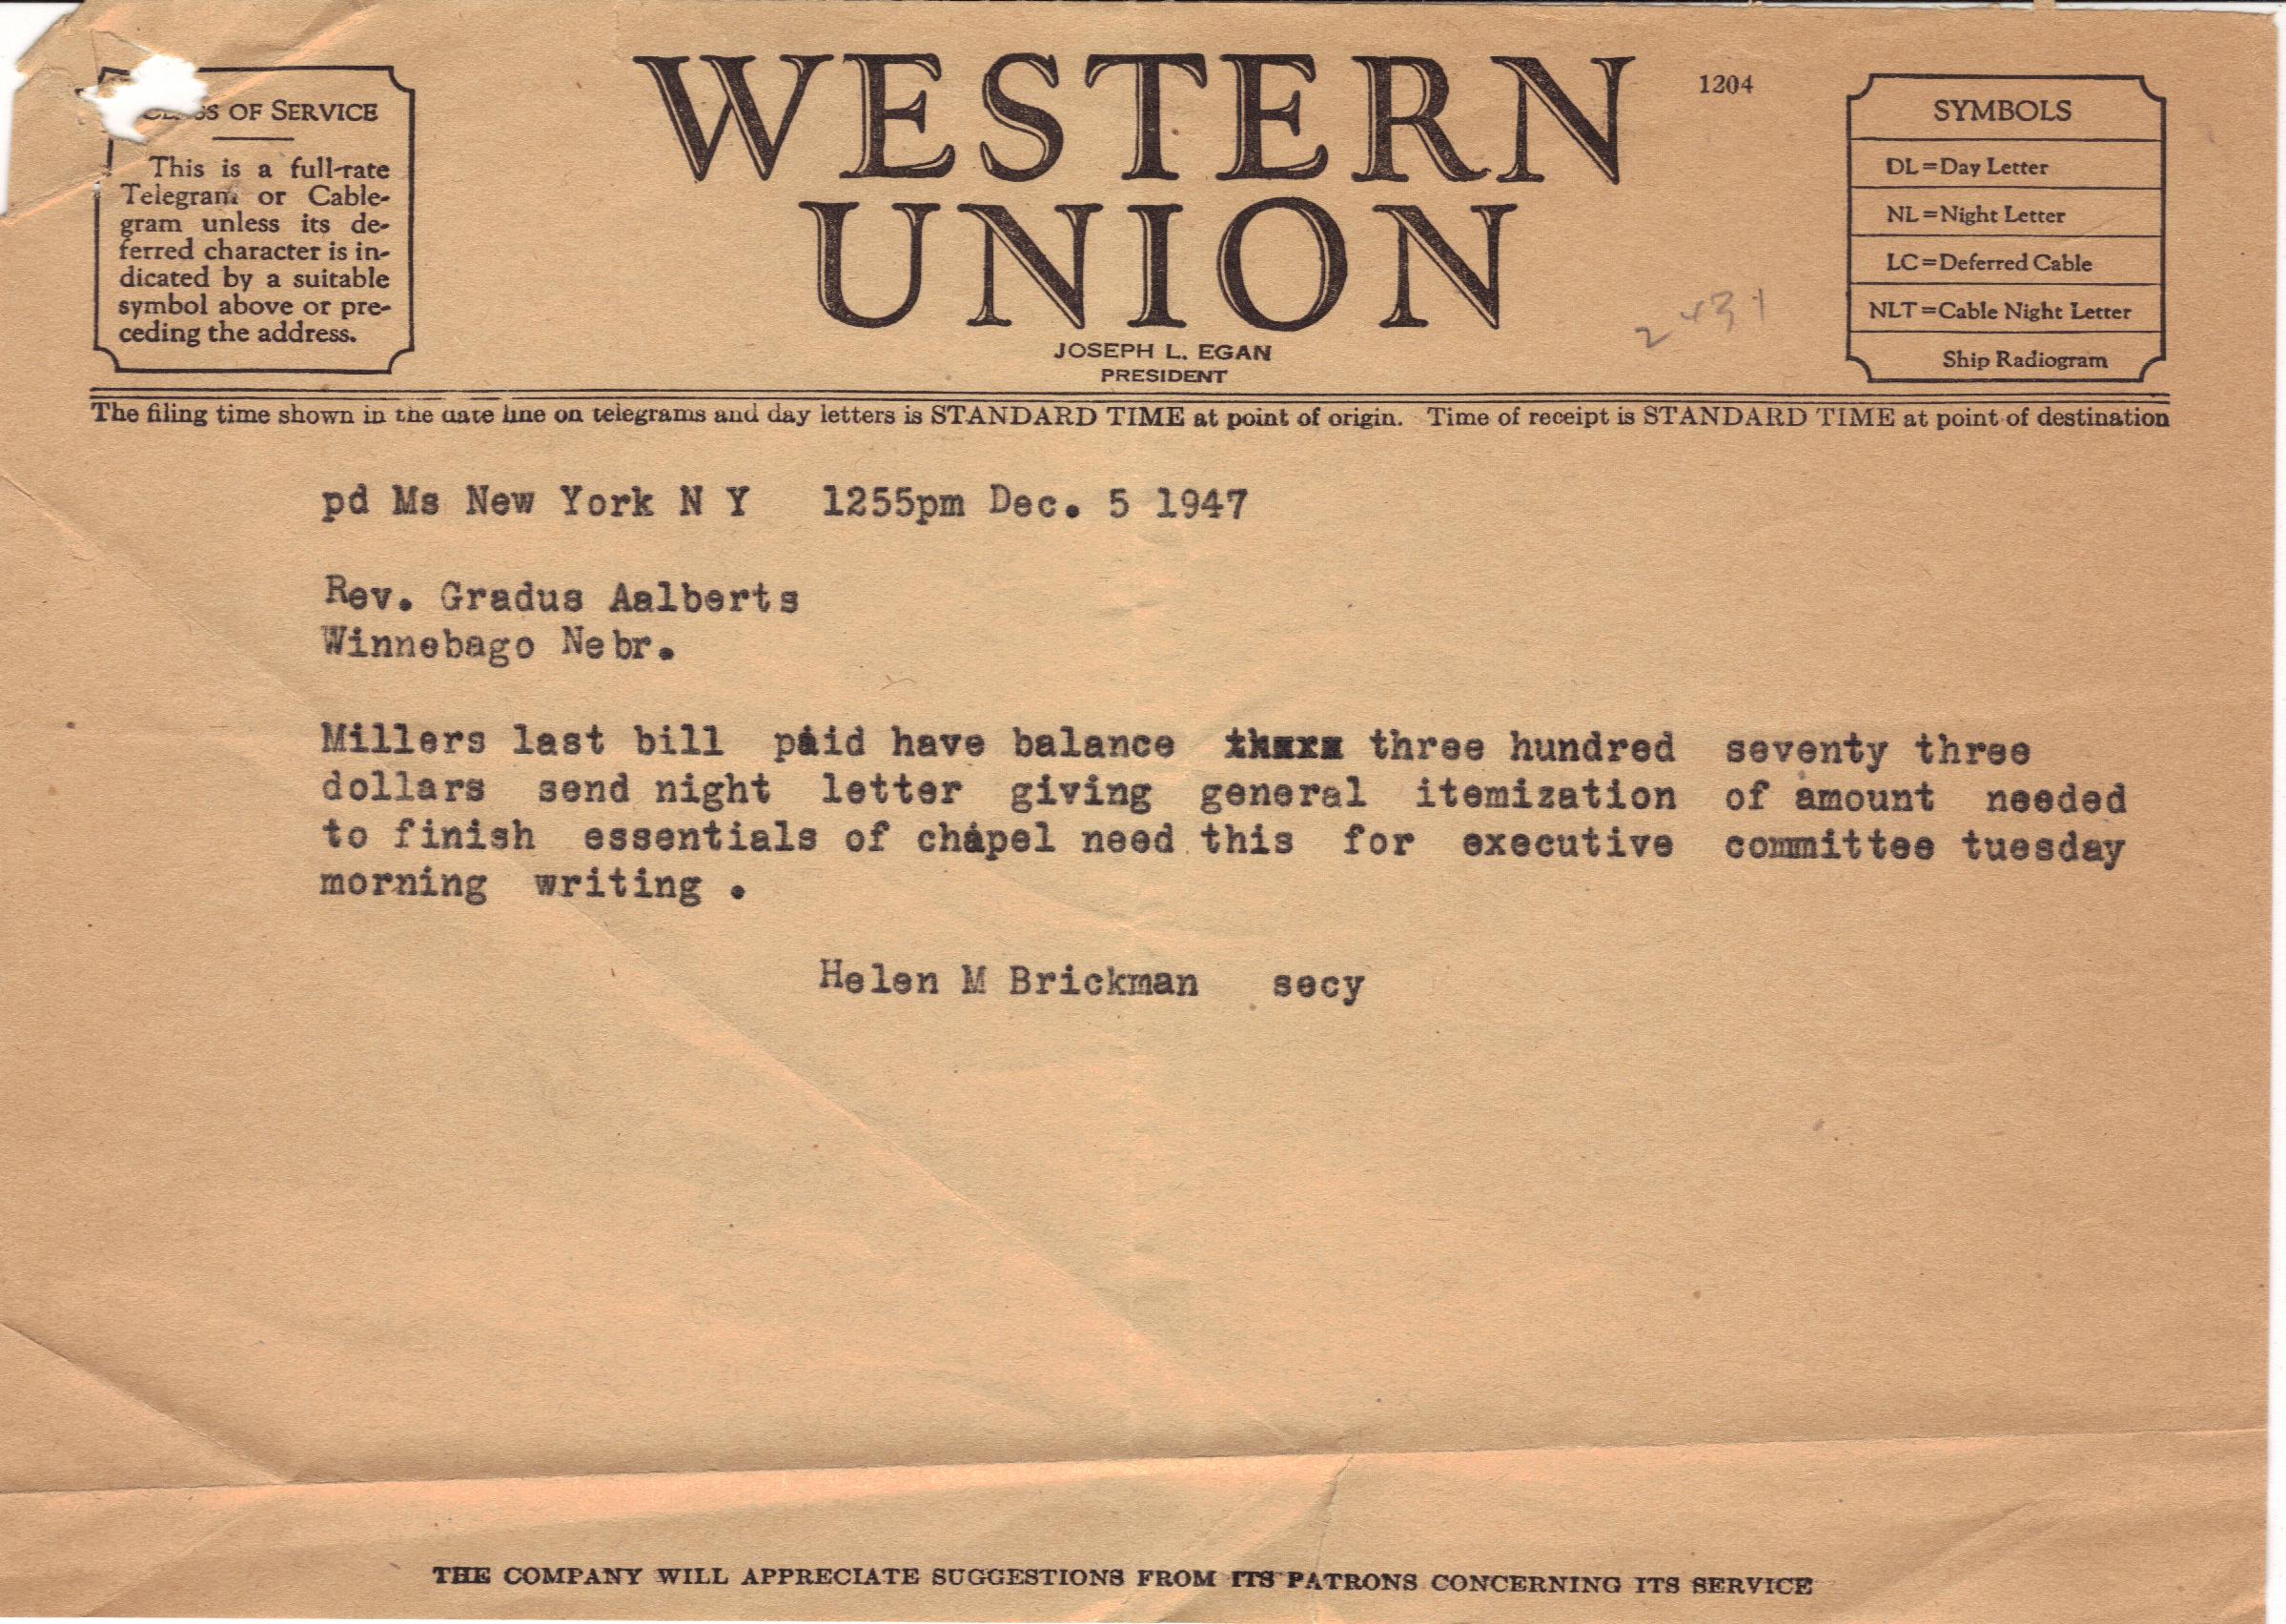 CLASS OF SERVICE
This is a full-rate
Telegram or Cable-
gram unless its de-
ferred character is in-
dicated by a suitable
symbol above or pre-
ceding the address.
WESTERN
UNION
1204
JOSEPH L. EGAN
PRESIDENT
2431
SYMBOLS
DL=Day Letter
NL=Night Letter
LC=Deferred Cable
NLT=Cable Night Letter
Ship Radiogram
The filing time shown in the date line on telegrams and day letters is STANDARD TIME at point of origin. Time of receipt is STANDARD TIME at point of destination
pd Ms New York N Y 1255pm Dec. 5 1947
Rev. Gradus Aalberts
Winnebago Nebr.
Millers last bill paid have balance three hundred seventy three
dollars send night letter giving general itemization of amount needed
to finish essentials of chapel need this for executive committee tuesday
morning writing .
Helen M Brickman secy
THE COMPANY WILL APPRECIATE SUGGESTIONS FROM ITS PATRONS CONCERNING ITS SERVICE